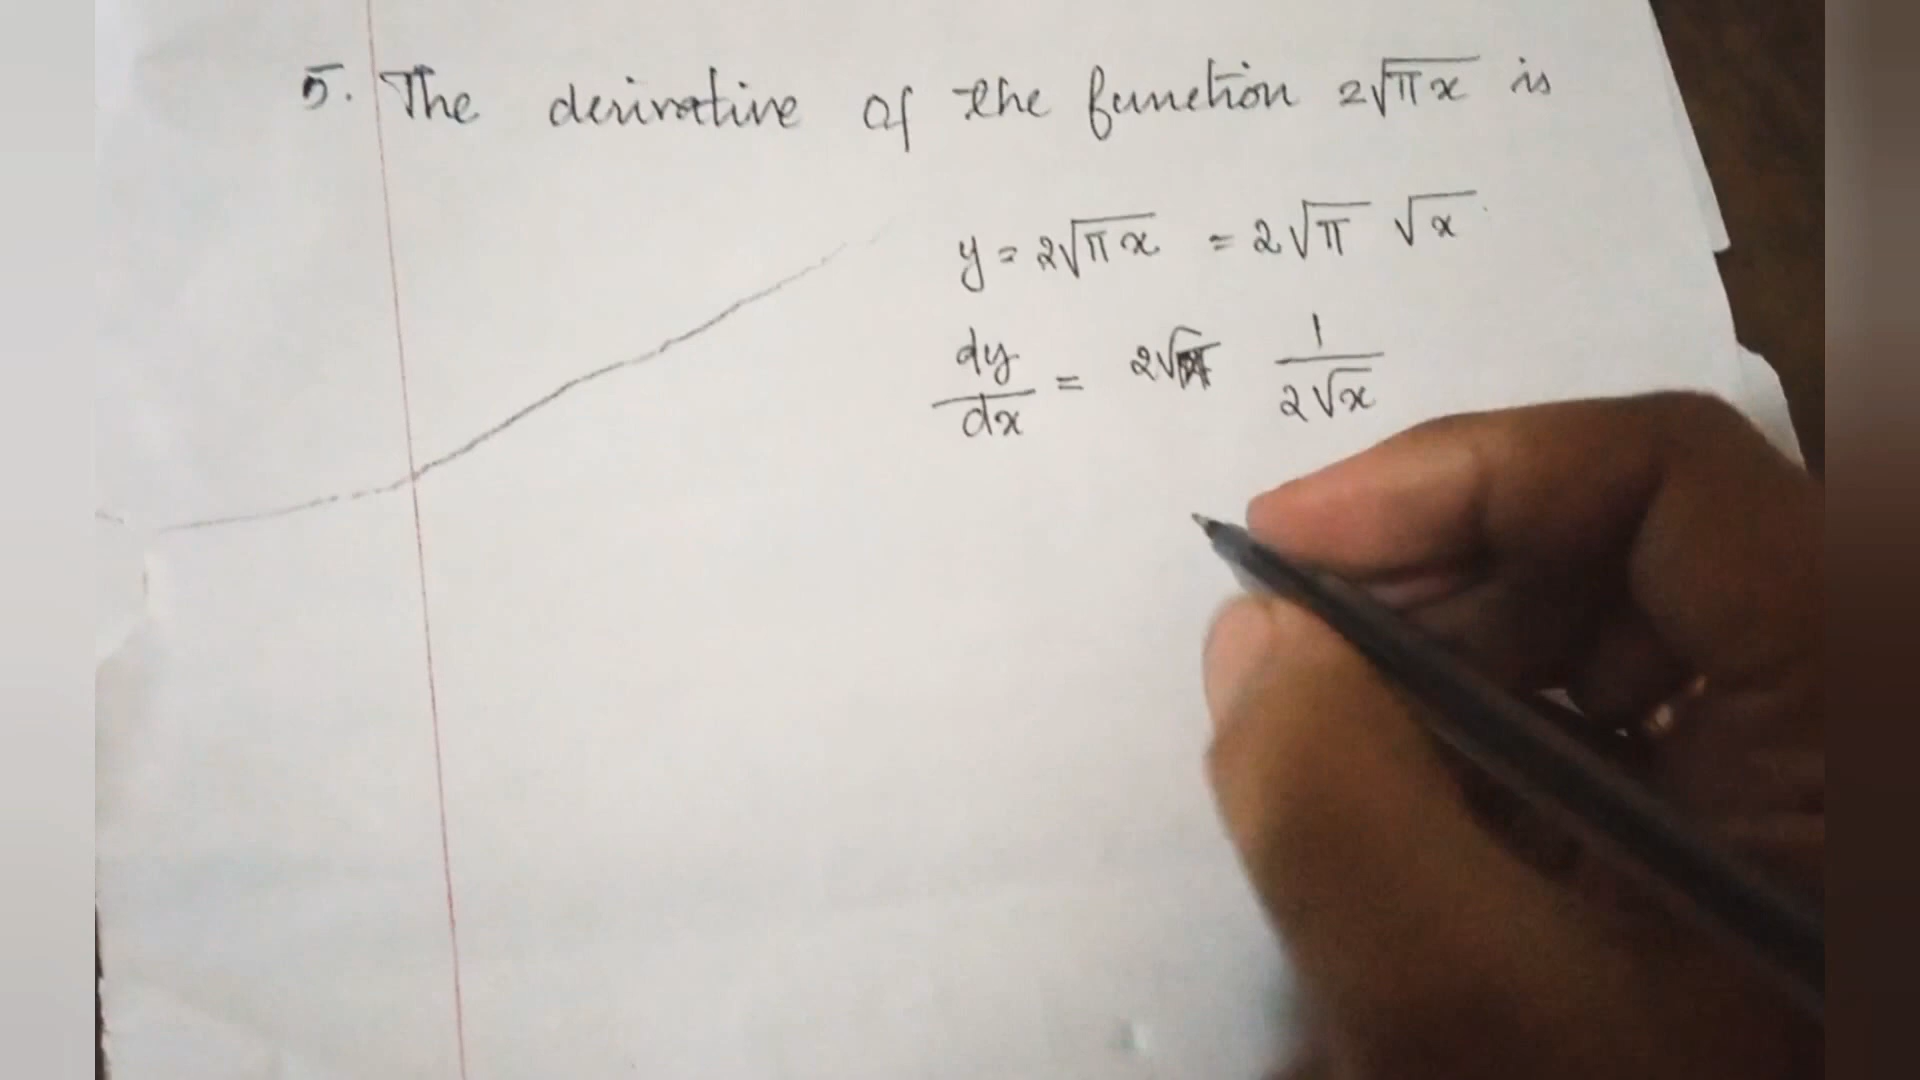 5. The derivative of the function 2√πx is
y = 2√πx = 2√π √x
dy/dx = 2√π 1/2√x